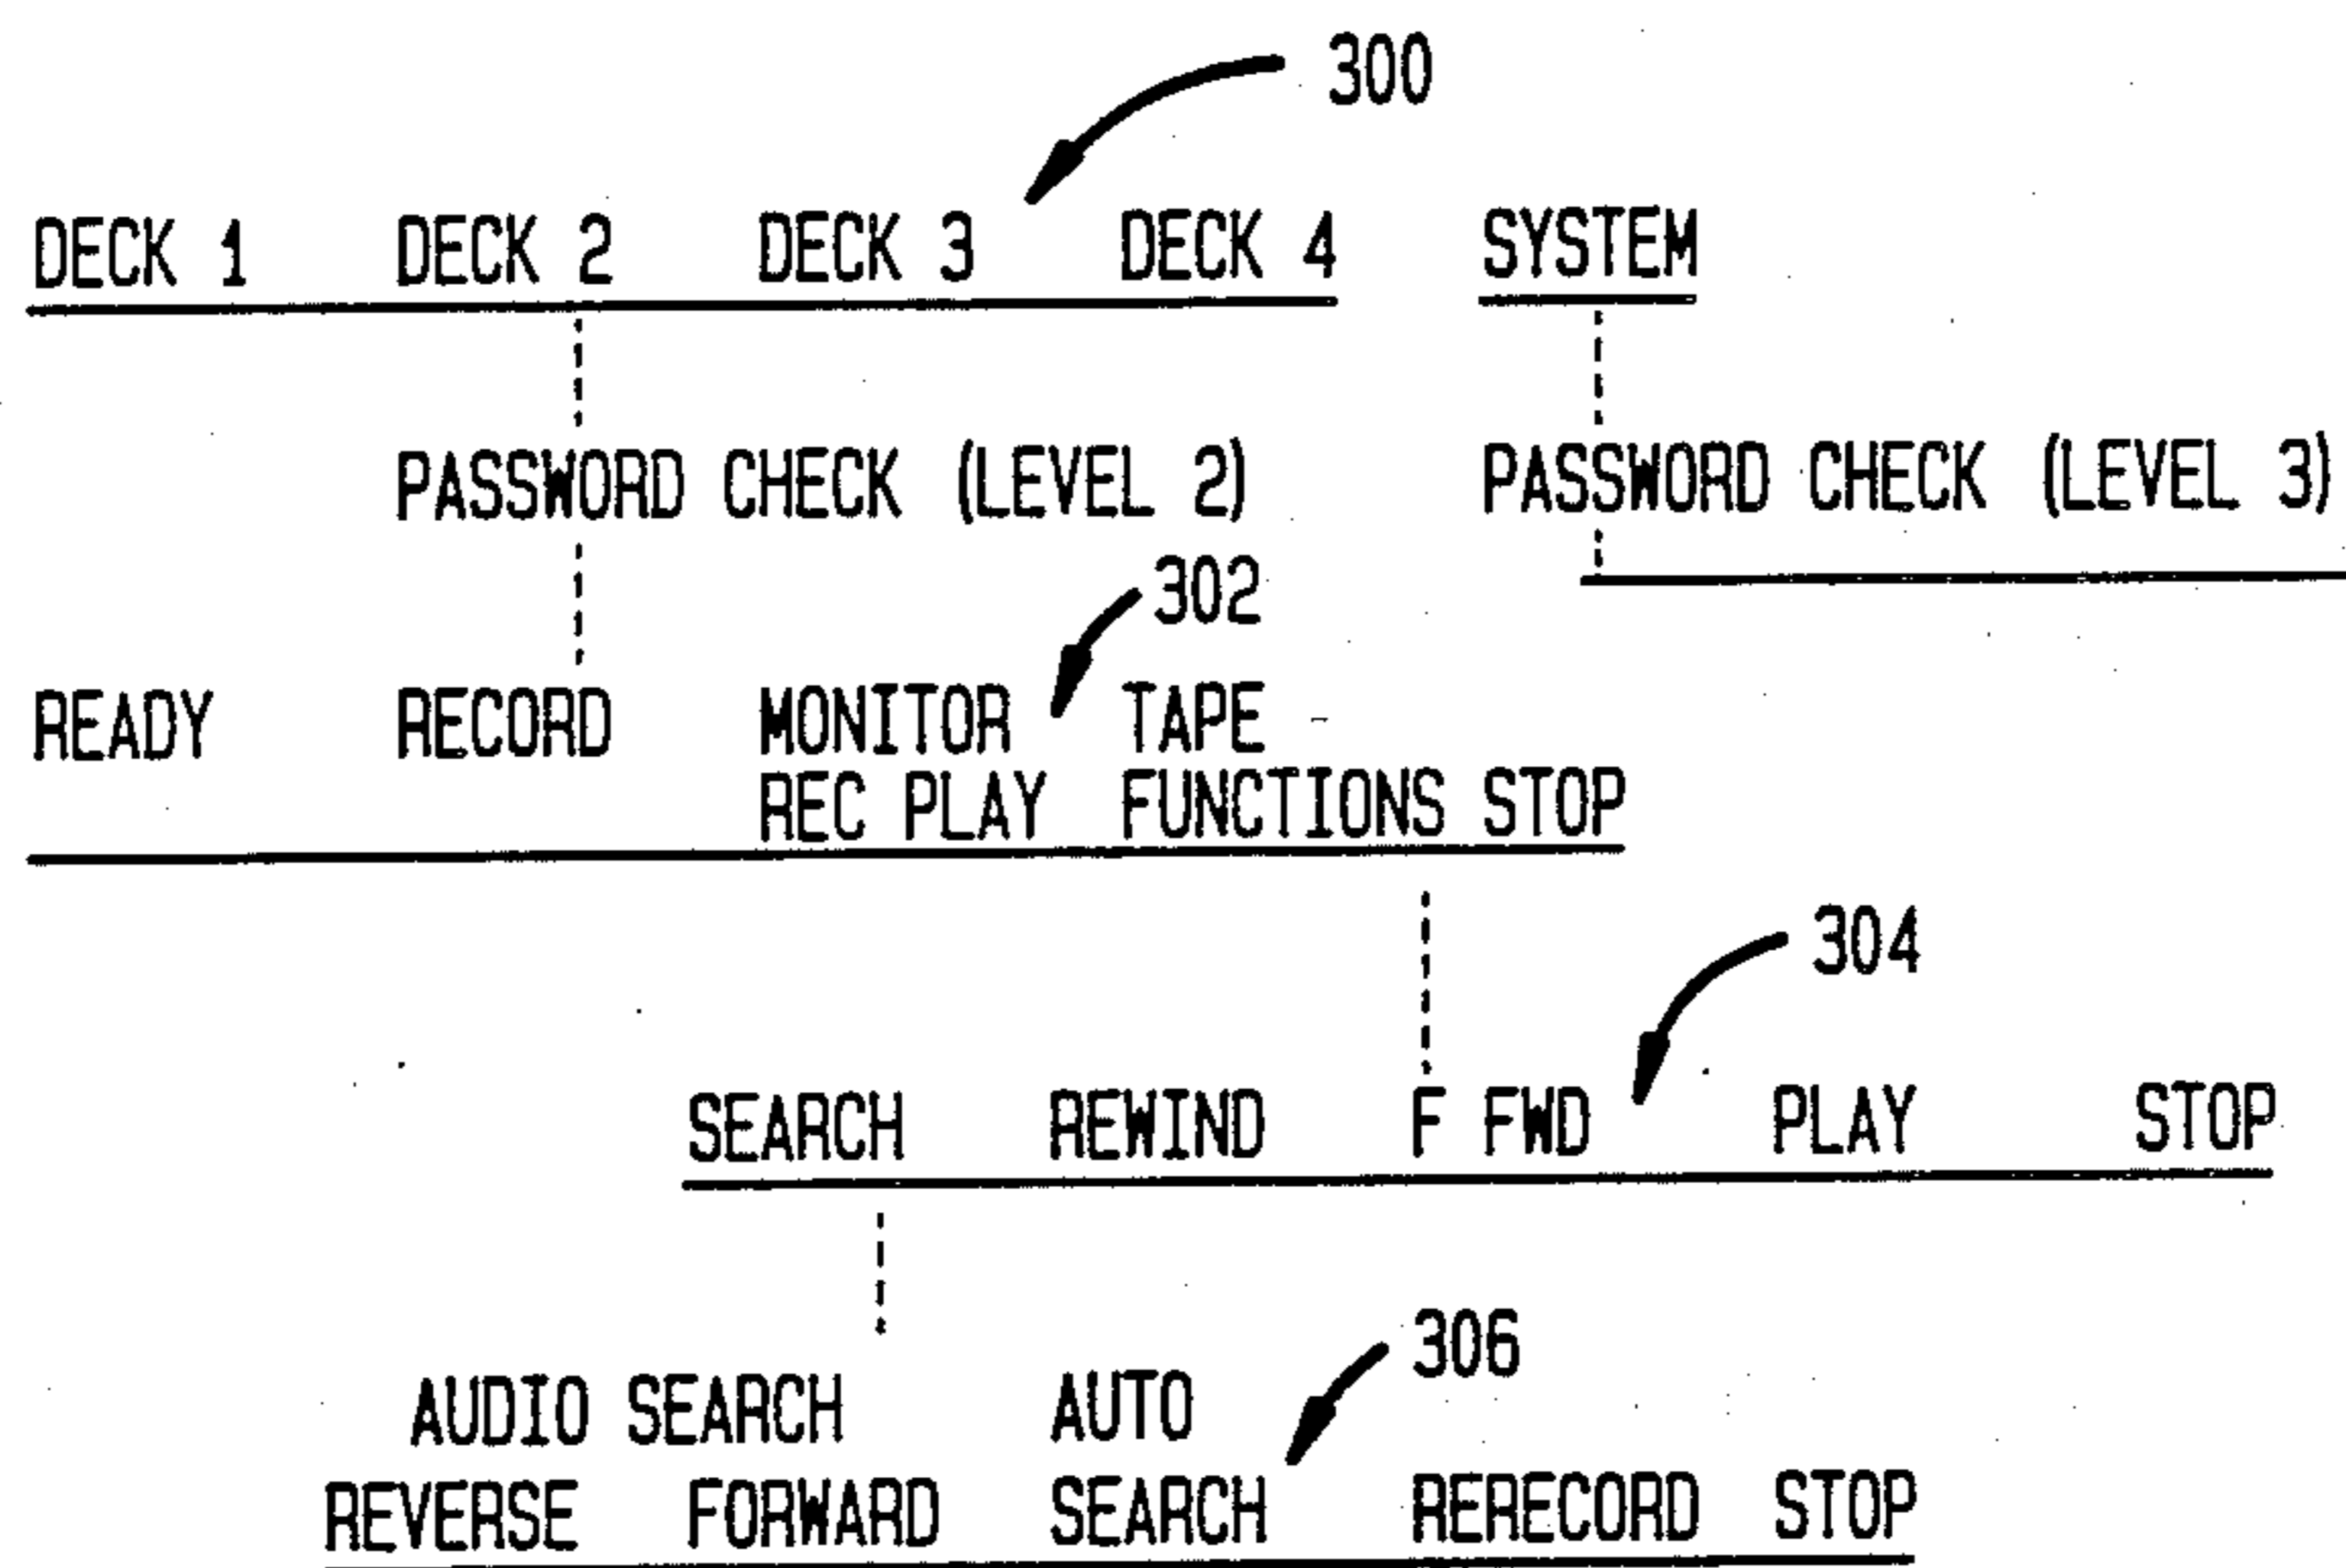 300
DECK 1 DECK 2 DECK 3 DECK 4 SYSTEM
PASSWORD CHECK (LEVEL 2) PASSWORD CHECK (LEVEL 3)
302
READY RECORD MONITOR TAPE
REC PLAY FUNCTIONS STOP
304
SEARCH REWIND F FWD PLAY STOP
306
AUDIO SEARCH AUTO
REVERSE FORWARD SEARCH RERECORD STOP